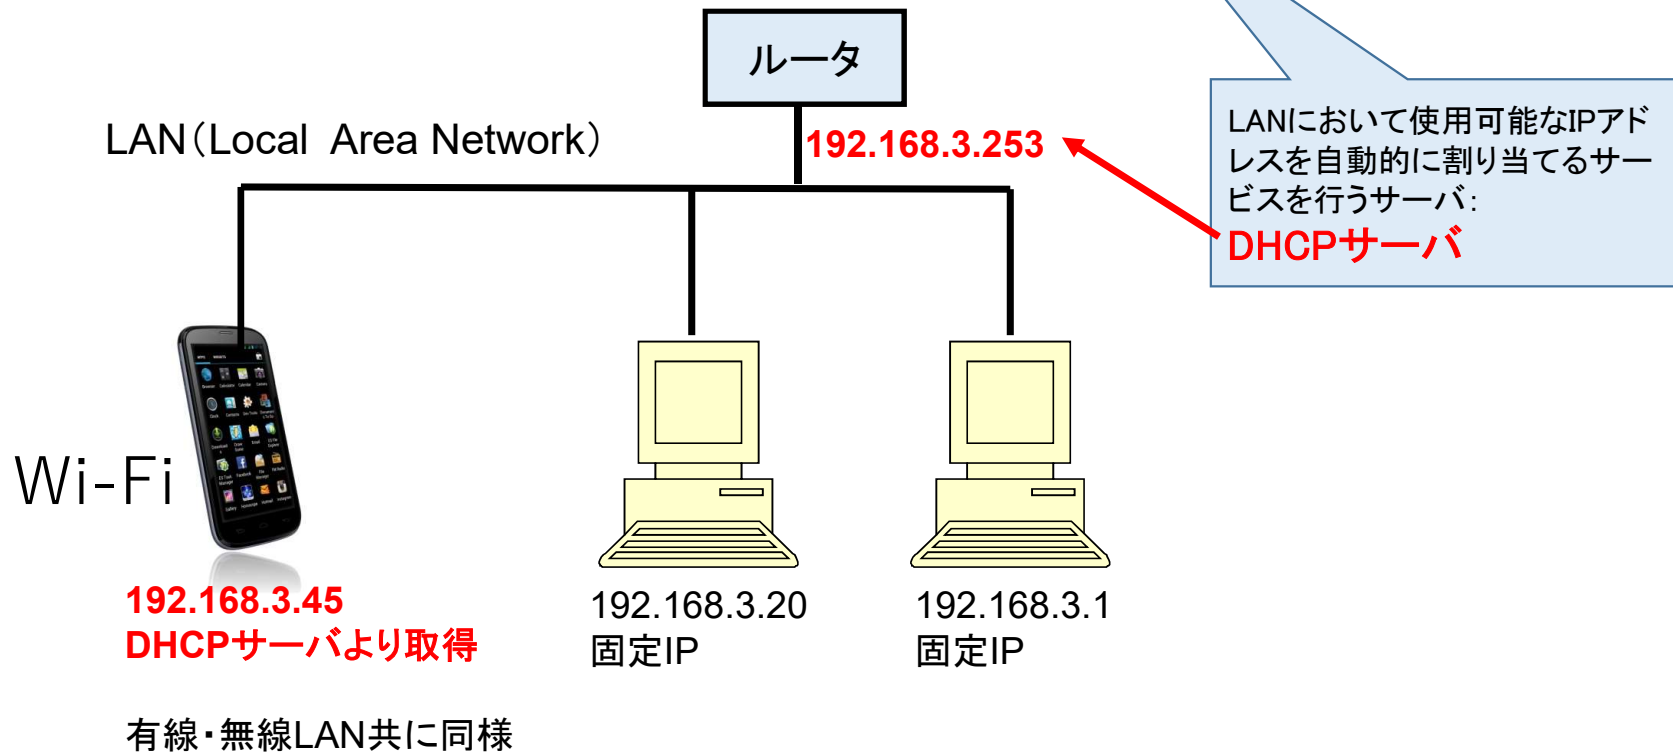 ルータ
LAN（Local Area Network）
192.168.3.253
LANにおいて使用可能なIPアド
レスを自動的に割り当てるサー
ビスを行うサーバ：
DHCPサーバ
Wi-Fi
192.168.3.45
DHCPサーバより取得
192.168.3.20
固定IP
192.168.3.1
固定IP
有線・無線LAN共に同様